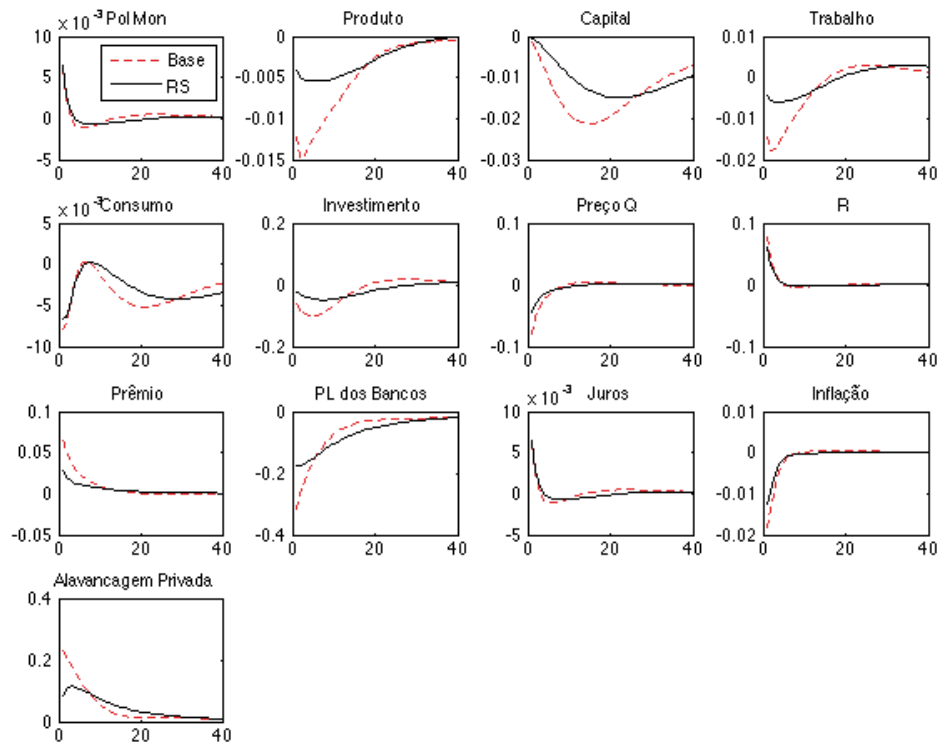 × 10⁻³ Pol Mon
Produto
Capital
Trabalho
10
5
0
-5
0 20 40
Base
RS
0
-0.005
-0.01
-0.015
0 20 40
0
-0.01
-0.02
-0.03
0 20 40
0.01
0
-0.01
-0.02
0 20 40
× 10⁻³ Consumo
Investimento
Preço Q
R
5
0
-5
-10
0 20 40
0.2
0
-0.2
0 20 40
0.1
0
-0.1
0 20 40
0.1
0
-0.1
0 20 40
Prêmio
PL dos Bancos
× 10⁻³ Juros
Inflação
0.1
0.05
0
-0.05
0 20 40
0
-0.2
-0.4
0 20 40
10
5
0
-5
0 20 40
0.01
0
-0.01
-0.02
0 20 40
Alavancagem Privada
0.4
0.2
0
0 20 40